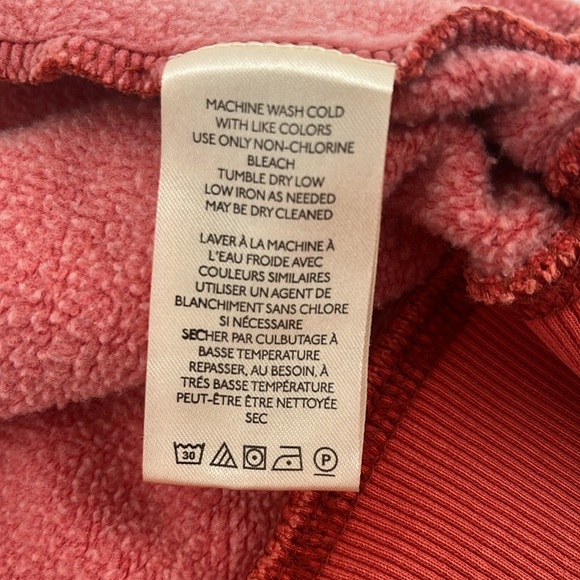 MACHINE WASH COLD
WITH LIKE COLORS
USE ONLY NON-CHLORINE
BLEACH
TUMBLE DRY LOW
LOW IRON AS NEEDED
MAY BE DRY CLEANED
LAVER À LA MACHINE À
L'EAU FROIDE AVEC
COULEURS SIMILAIRES
UTILISER UN AGENT DE
BLANCHIMENT SANS CHLORE
SI NÉCESSAIRE
SECHER PAR CULBUTAGE À
BASSE TEMPERATURE
REPASSER, AU BESOIN, À
TRÉS BASSE TEMPÉRATURE
PEUT-ÊTRE ÊTRE NETTOYÉE
SEC
30 P